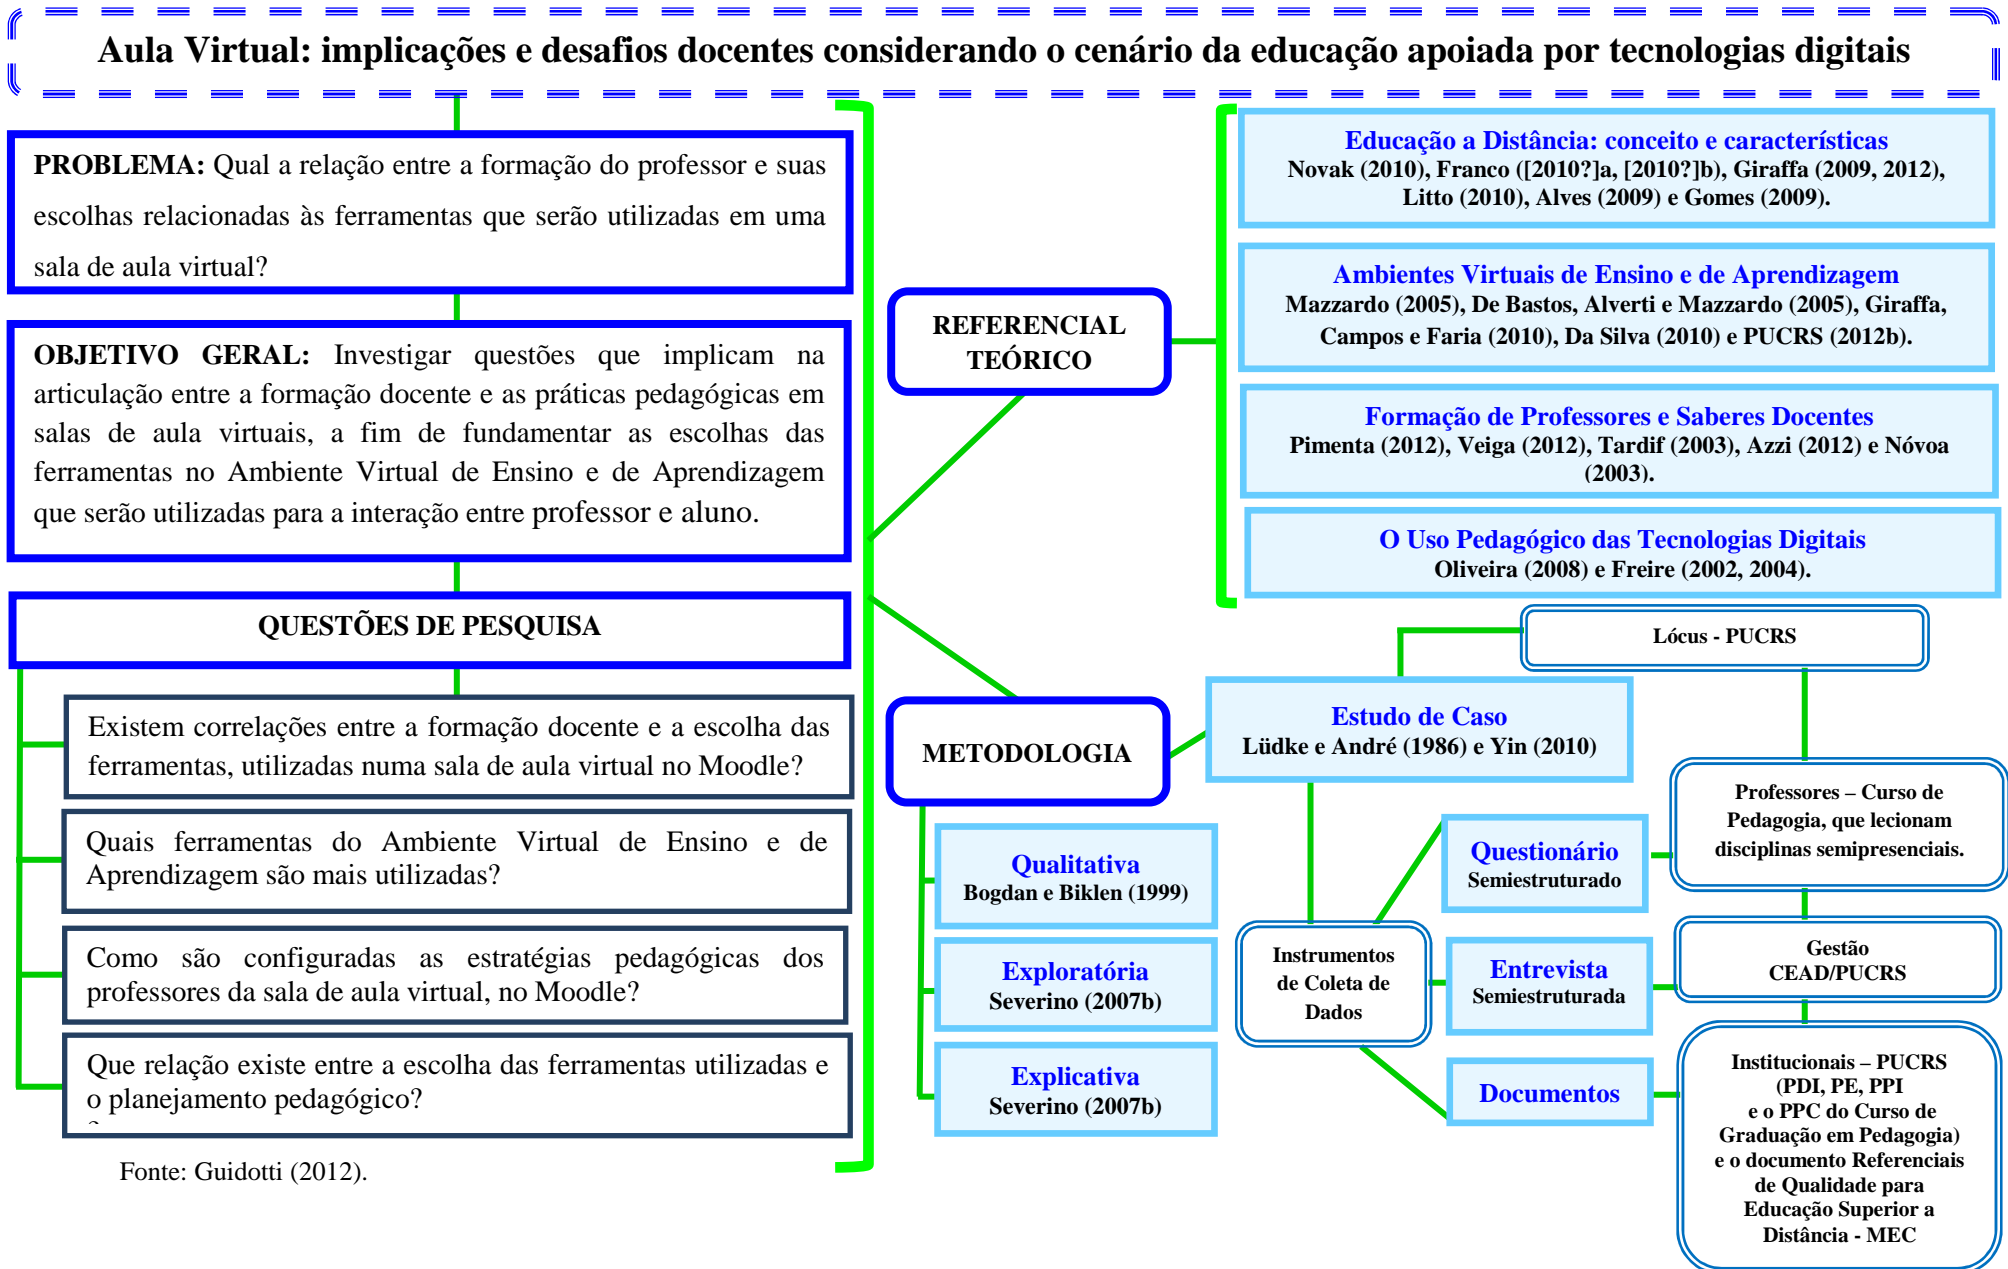 Aula Virtual: implicações e desafios docentes considerando o cenário da educação apoiada por tecnologias digitais
PROBLEMA: Qual a relação entre a formação do professor e suas
escolhas relacionadas às ferramentas que serão utilizadas em uma
sala de aula virtual?
OBJETIVO GERAL: Investigar questões que implicam na
articulação entre a formação docente e as práticas pedagógicas em
salas de aula virtuais, a fim de fundamentar as escolhas das
ferramentas no Ambiente Virtual de Ensino e de Aprendizagem
que serão utilizadas para a interação entre professor e aluno.
QUESTÕES DE PESQUISA
Existem correlações entre a formação docente e a escolha das
ferramentas, utilizadas numa sala de aula virtual no Moodle?
Quais ferramentas do Ambiente Virtual de Ensino e de
Aprendizagem são mais utilizadas?
Como são configuradas as estratégias pedagógicas dos
professores da sala de aula virtual, no Moodle?
Que relação existe entre a escolha das ferramentas utilizadas e
o planejamento pedagógico?
Fonte: Guidotti (2012).
REFERENCIAL
TEÓRICO
Educação a Distância: conceito e características
Novak (2010), Franco ([2010?]a, [2010?]b), Giraffa (2009, 2012),
Litto (2010), Alves (2009) e Gomes (2009).
Ambientes Virtuais de Ensino e de Aprendizagem
Mazzardo (2005), De Bastos, Alverti e Mazzardo (2005), Giraffa,
Campos e Faria (2010), Da Silva (2010) e PUCRS (2012b).
Formação de Professores e Saberes Docentes
Pimenta (2012), Veiga (2012), Tardif (2003), Azzi (2012) e Nóvoa
(2003).
O Uso Pedagógico das Tecnologias Digitais
Oliveira (2008) e Freire (2002, 2004).
METODOLOGIA
Qualitativa
Bogdan e Biklen (1999)
Exploratória
Severino (2007b)
Explicativa
Severino (2007b)
Estudo de Caso
Lüdke e André (1986) e Yin (2010)
Lócus - PUCRS
Instrumentos
de Coleta de
Dados
Questionário
Semiestruturado
Entrevista
Semiestruturada
Documentos
Professores – Curso de
Pedagogia, que lecionam
disciplinas semipresenciais.
Gestão
CEAD/PUCRS
Institucionais – PUCRS
(PDI, PE, PPI
e o PPC do Curso de
Graduação em Pedagogia)
e o documento Referenciais
de Qualidade para
Educação Superior a
Distância - MEC